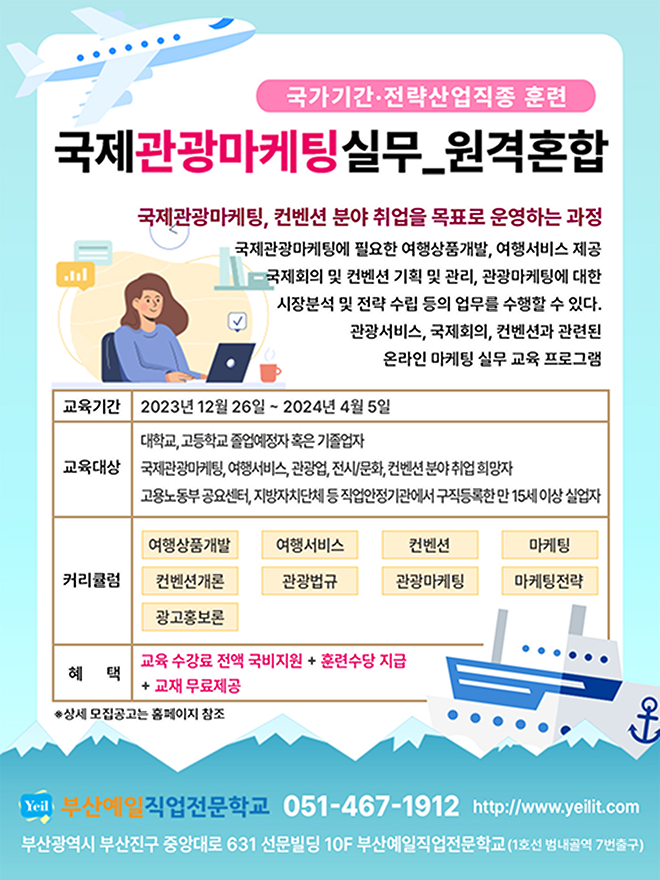 국가기간·전략산업직종 훈련
국제관광마케팅실무_원격혼합
국제관광마케팅, 컨벤션 분야 취업을 목표로 운영하는 과정
국제관광마케팅에 필요한 여행상품개발, 여행서비스 제공
국제회의 및 컨벤션 기획 및 관리, 관광마케팅에 대한
시장분석 및 전략 수립 등의 업무를 수행할 수 있다.
관광서비스, 국제회의, 컨벤션과 관련된
온라인 마케팅 실무 교육 프로그램
교육기간 2023년 12월 26일 ~ 2024년 4월 5일
교육대상
대학교, 고등학교 졸업예정자 혹은 기졸업자
국제관광마케팅, 여행서비스, 관광업, 전시/문화, 컨벤션 분야 취업 희망자
고용노동부 공요센터, 지방자치단체 등 직업안정기관에서 구직등록한 만 15세 이상 실업자
커리큘럼
여행상품개발 여행서비스 컨벤션 마케팅
컨벤션개론 관광법규 관광마케팅 마케팅전략
광고홍보론
혜 택
교육 수강료 전액 국비지원 + 훈련수당 지급
+ 교재 무료제공
※상세 모집공고는 홈페이지 참조
Yeil 부산예일직업전문학교 051-467-1912 http://www.yeilit.com
부산광역시 부산진구 중앙대로 631 선문빌딩 10F 부산예일직업전문학교 (1호선 범내골역 7번출구)